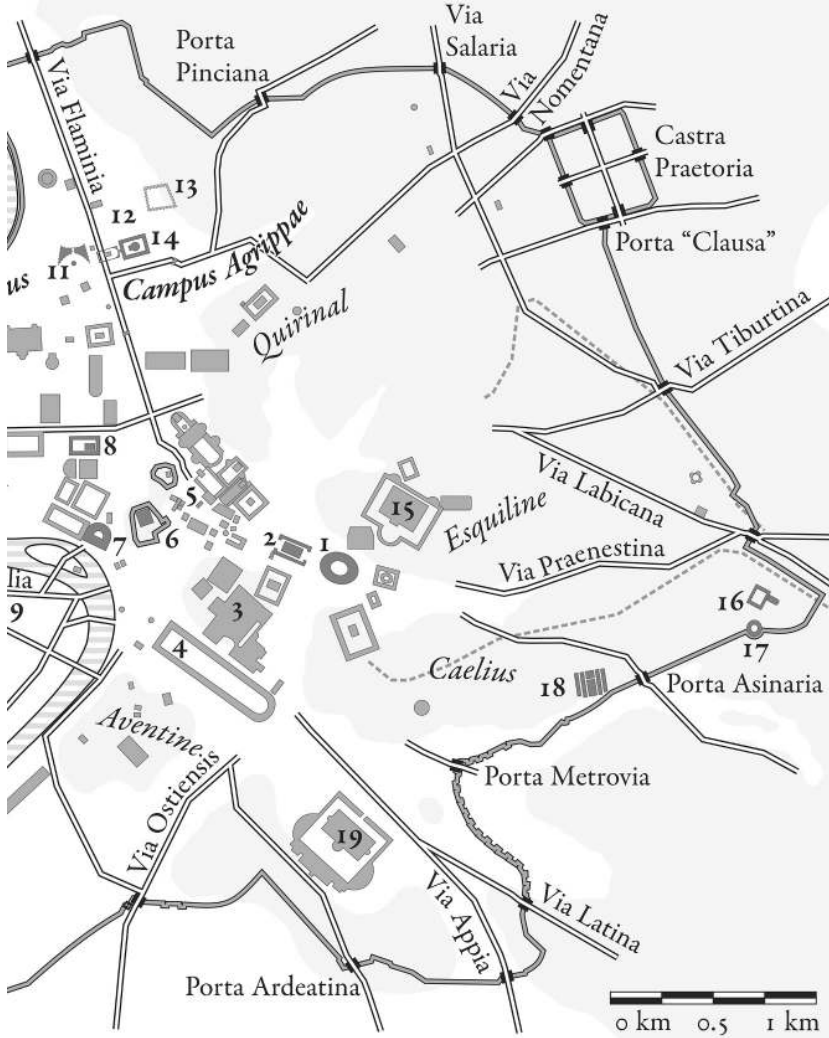 Via
Salaria
Porta
Pinciana
Via Flaminia
Via
Nomentana
Castra
Praetoria
13
12
14
11
us
Campus Agrippae
Porta "Clausa"
Quirinal
Via Tiburtina
8
5
15
Esquiline
Via Labicana
7
6
2
1
Via Praenestina
lia
9
3
4
16
17
Caelius
18
Porta Asinaria
Aventine
Porta Metrovia
Via Ostiensis
19
Via Appia
Via Latina
Porta Ardeatina
0 km 0.5 1 km